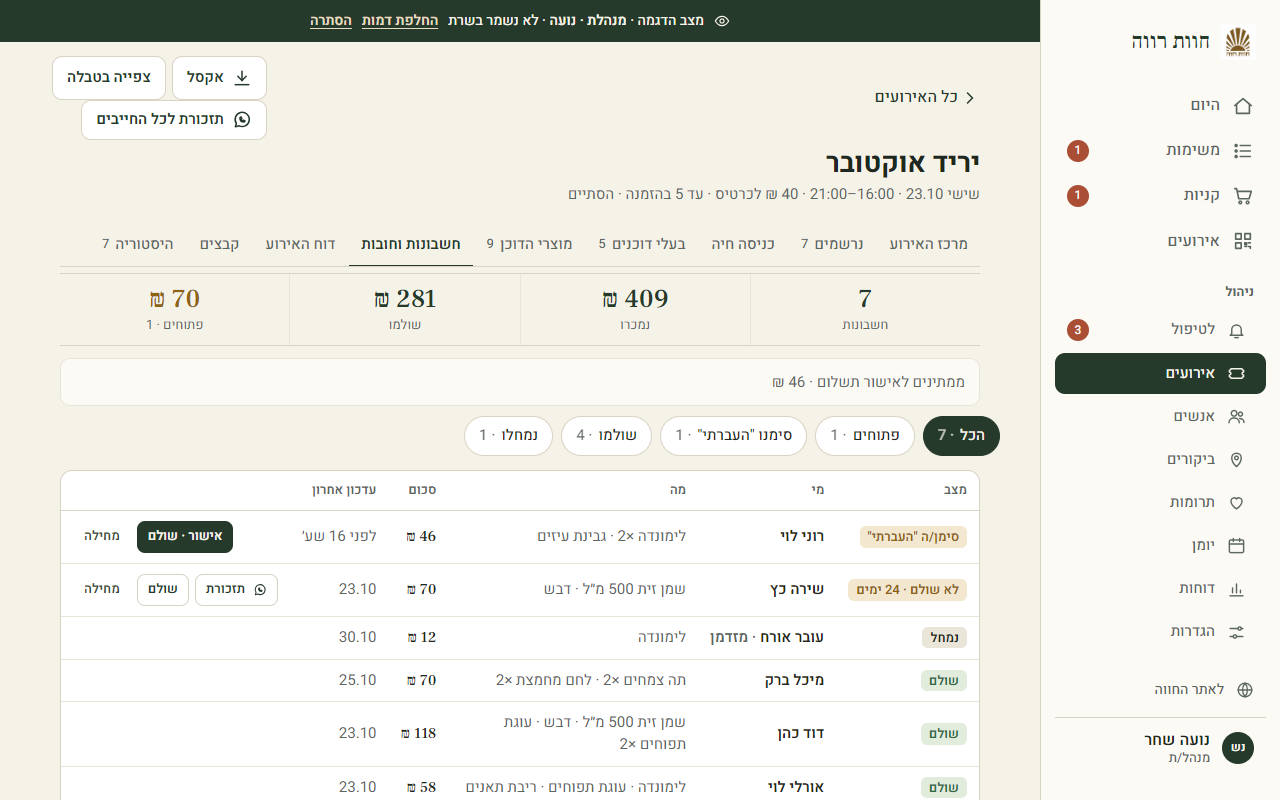 מצב הדגמה · מנהלת · נועה · לא נשמר בשרת החלפת דמות הסתרה
חוות רווה
היום
משימות 1
קניות 1
אירועים
ניהול
לטיפול 3
אירועים
אנשים
ביקורים
תרומות
יומן
דוחות
הגדרות
לאתר החווה
נש
נועה שחר
מנהל/ת
כל האירועים
אקסל
צפייה בטבלה
תזכורת לכל החייבים
יריד אוקטובר
שישי 23.10 · 16:00–21:00 · 40 ₪ לכרטיס · עד 5 בהזמנה · הסתיים
מרכז האירוע נרשמים 7 כניסה חיה בעלי דוכנים 5 מוצרי הדוכן 9 חשבונות וחובות דוח האירוע קבצים היסטוריה 7
7
חשבונות
409 ₪
נמכרו
281 ₪
שולמו
70 ₪
פתוחים · 1
ממתינים לאישור תשלום · 46 ₪
הכל · 7 פתוחים · 1 סימנו "העברתי" · 1 שולמו · 4 נמחלו · 1
מצב מי מה סכום עדכון אחרון
סימן/ה "העברתי" רוני לוי לימונדה ×2 · גבינת עיזים 46 ₪ לפני 16 שע' אישור · שולם מחילה
לא שולם · 24 ימים שירה כץ שמן זית 500 מ"ל · דבש 70 ₪ 23.10 תזכורת שולם מחילה
נמחל עובר אורח · מזדמן לימונדה 12 ₪ 30.10
שולם מיכל ברק תה צמחים ×2 · לחם מחמצת ×2 70 ₪ 25.10
שולם דוד כהן שמן זית 500 מ"ל · דבש · עוגת תפוחים ×2 118 ₪ 23.10
שולם אורלי לוי לימונדה · עוגת תפוחים · ריבת תאנים 58 ₪ 23.10